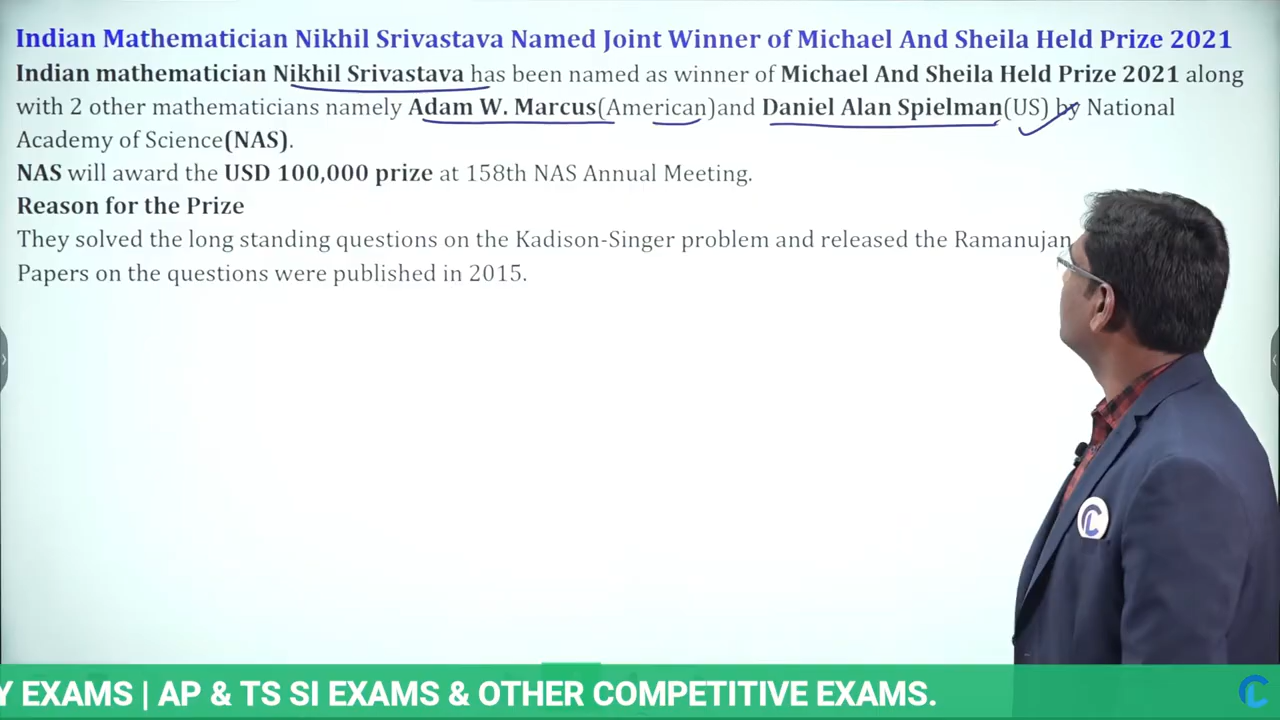 Indian Mathematician Nikhil Srivastava Named Joint Winner of Michael And Sheila Held Prize 2021
Indian mathematician Nikhil Srivastava has been named as winner of Michael And Sheila Held Prize 2021 along
with 2 other mathematicians namely Adam W. Marcus(American)and Daniel Alan Spielman(US) by National
Academy of Science(NAS).
NAS will award the USD 100,000 prize at 158th NAS Annual Meeting.
Reason for the Prize
They solved the long standing questions on the Kadison-Singer problem and released the Ramanujan
Papers on the questions were published in 2015.
Y EXAMS | AP & TS SI EXAMS & OTHER COMPETITIVE EXAMS.